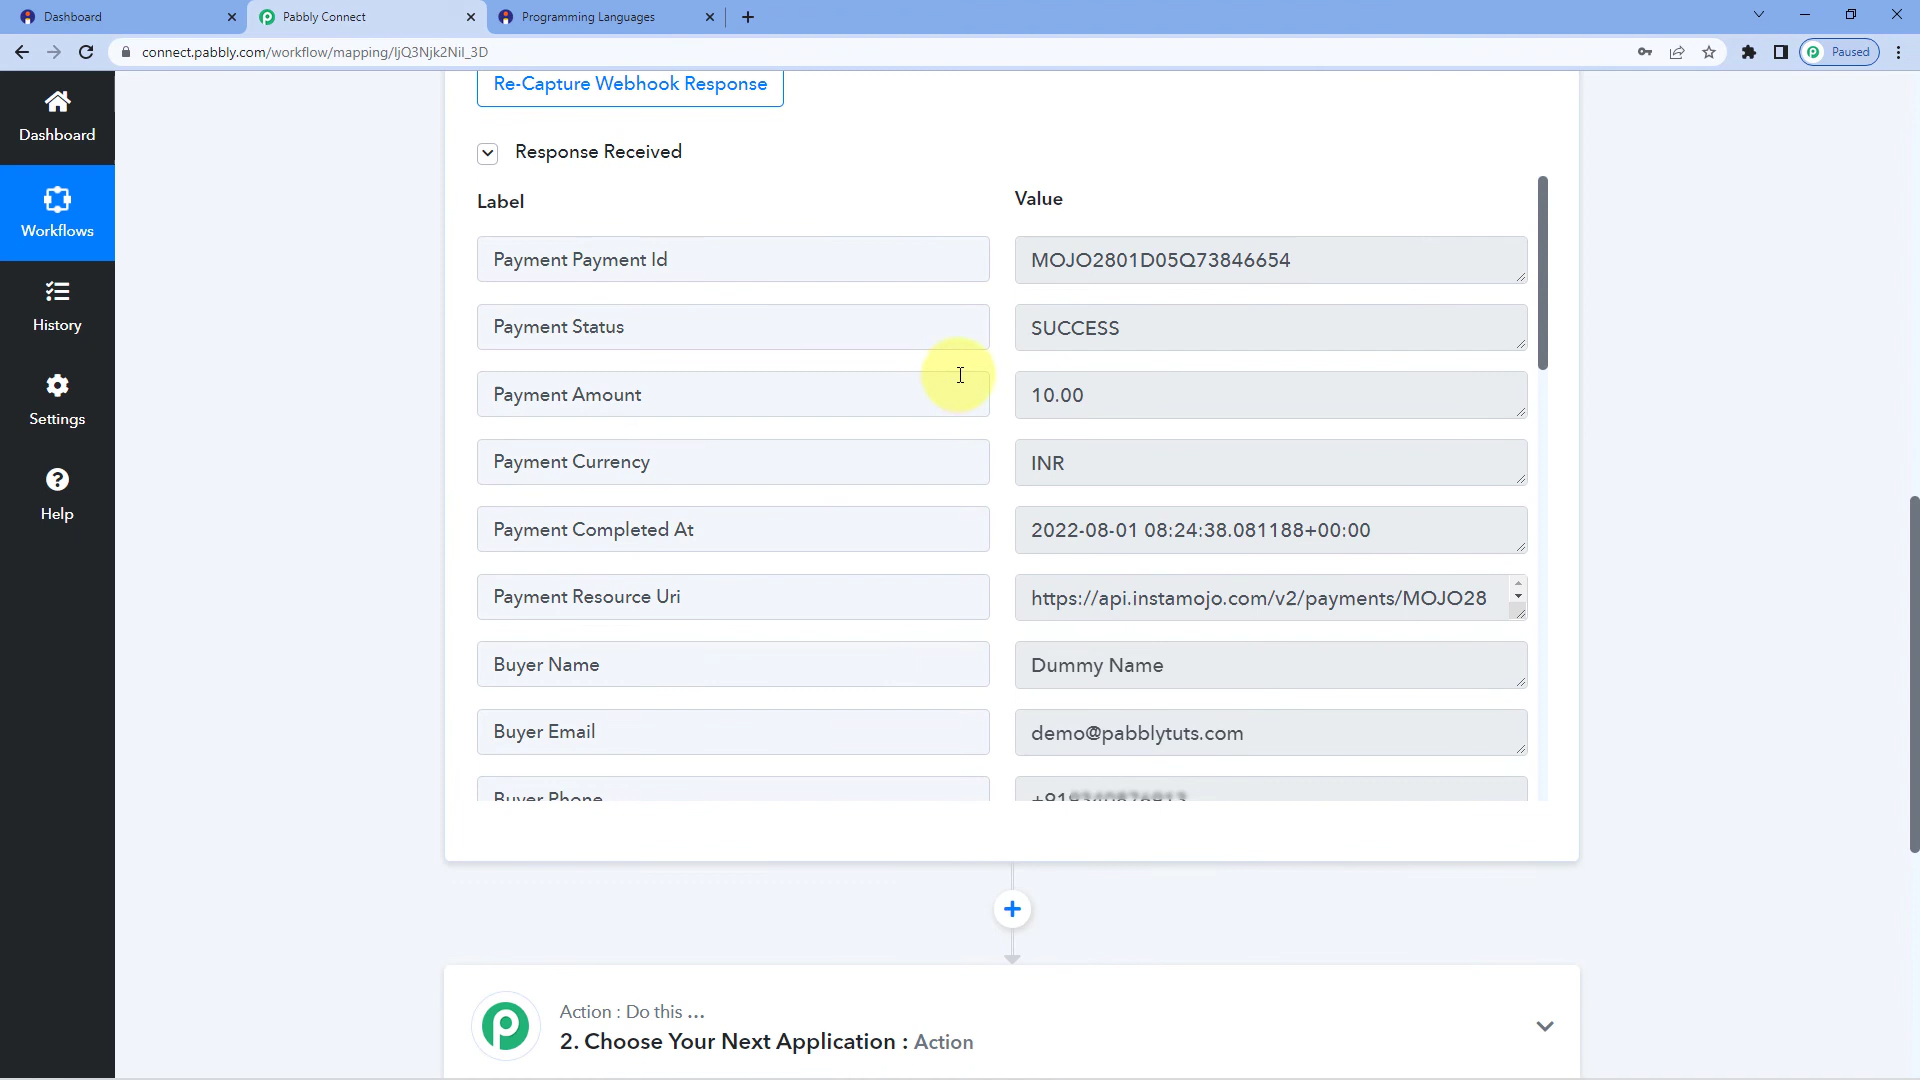 Dashboard
Pabbly Connect
Programming Languages
connect.pabbly.com/workflow/mapping/IjQ3Njk2NiI_3D
Paused
Dashboard
Workflows
History
Settings
Help
Re-Capture Webhook Response
Response Received
Label Value
Payment Payment Id MOJO2801D05Q73846654
Payment Status SUCCESS
Payment Amount 10.00
Payment Currency INR
Payment Completed At 2022-08-01 08:24:38.081188+00:00
Payment Resource Uri https://api.instamojo.com/v2/payments/MOJO28
Buyer Name Dummy Name
Buyer Email demo@pabblytuts.com
Buyer Phone
Action : Do this ...
2. Choose Your Next Application : Action